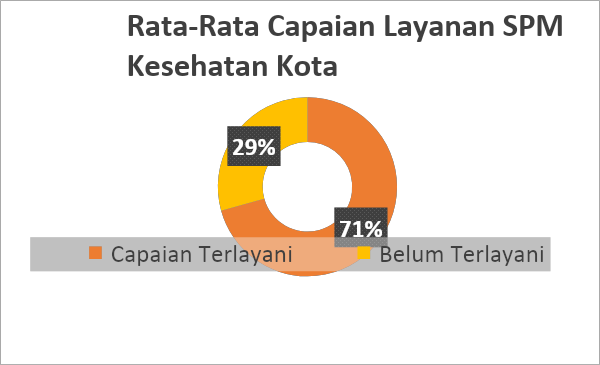 Rata-Rata Capaian Layanan SPM
Kesehatan Kota
29%
71%
Capaian Terlayani
Belum Terlayani